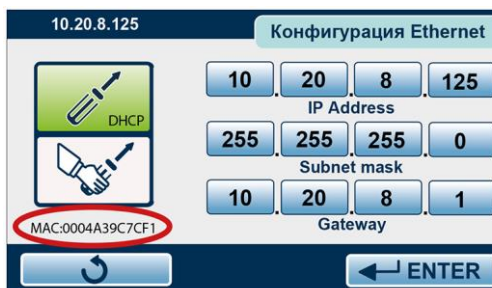 10.20.8.125
Конфигурация Ethernet
DHCP
MAC:0004A39C7CF1
10 . 20 . 8 . 125
IP Address
255 . 255 . 255 . 0
Subnet mask
10 . 20 . 8 . 1
Gateway
ENTER